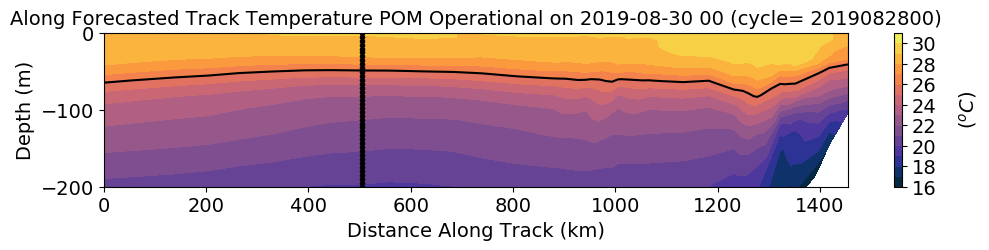 Along Forecasted Track Temperature POM Operational on 2019-08-30 00 (cycle= 2019082800)
Depth (m)
0
−100
−200
0 200 400 600 800 1000 1200 1400
Distance Along Track (km)
30
28
26
24
22
20
18
16
(°C)